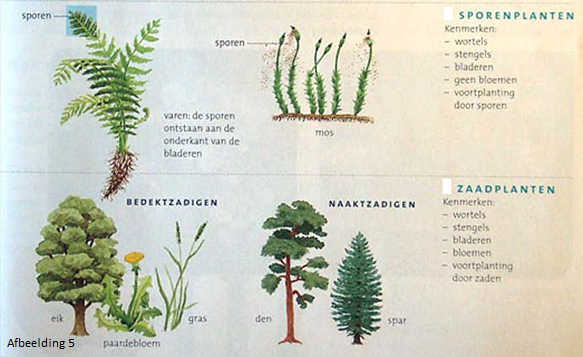 sporen
varen: de sporen
ontstaan aan de
onderkant van de
bladeren
sporen
mos
SPORENPLANTEN
Kenmerken:
– wortels
– stengels
– bladeren
– geen bloemen
– voortplanting
door sporen
BEDEKTZADIGEN
eik
paardebloem
gras
NAAKTZADIGEN
den
spar
ZAADPLANTEN
Kenmerken:
– wortels
– stengels
– bladeren
– bloemen
– voortplanting
door zaden
Afbeelding 5